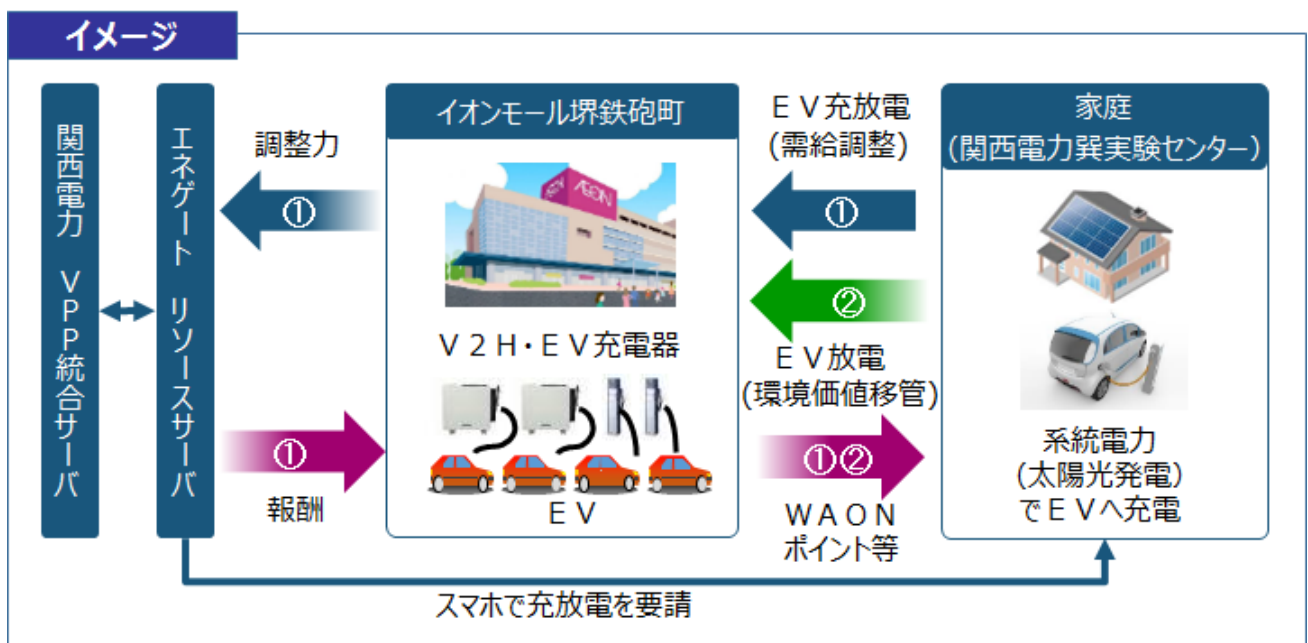 イメージ
関西電力 VPP統合サーバ
エネゲート リソースサーバ
調整力
①
①
報酬
イオンモール堺鉄砲町
ÆON
V2H・EV充電器
EV
EV充放電
(需給調整)
①
②
EV放電
(環境価値移管)
①②
WAON
ポイント等
家庭
(関西電力巽実験センター)
系統電力
(太陽光発電)
でEVへ充電
スマホで充放電を要請